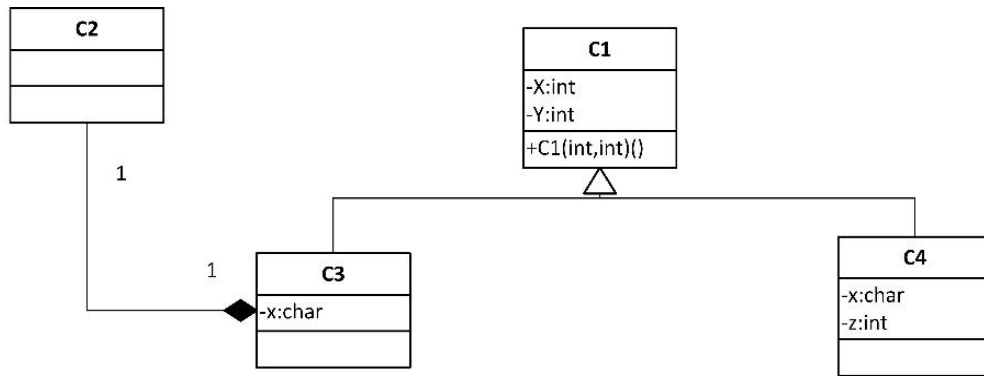 C2
C1
-X:int
-Y:int
+C1(int,int)()
1
1
C3
-x:char
C4
-x:char
-z:int